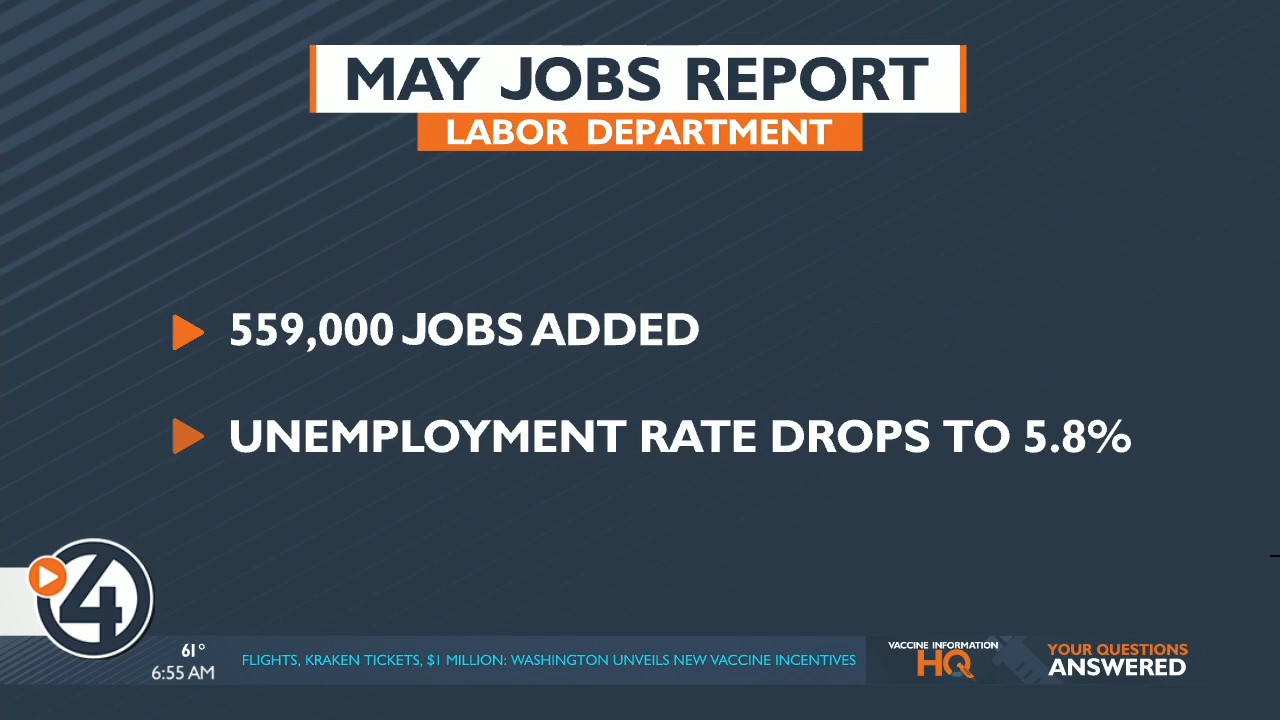 MAY JOBS REPORT
LABOR DEPARTMENT
559,000 JOBS ADDED
UNEMPLOYMENT RATE DROPS TO 5.8%
4
61°
6:55 AM
FLIGHTS, KRAKEN TICKETS, $1 MILLION: WASHINGTON UNVEILS NEW VACCINE INCENTIVES
VACCINE INFORMATION
HQ
YOUR QUESTIONS
ANSWERED